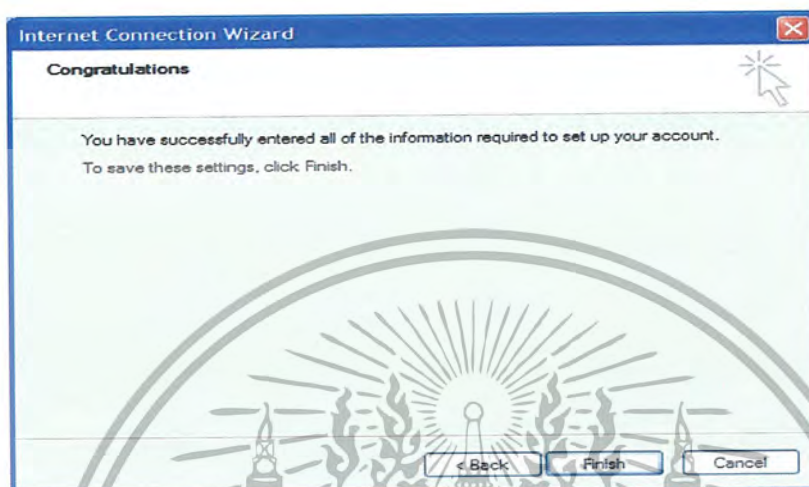 Internet Connection Wizard
Congratulations
You have successfully entered all of the information required to set up your account.
To save these settings, click Finish.
< Back
Finish
Cancel